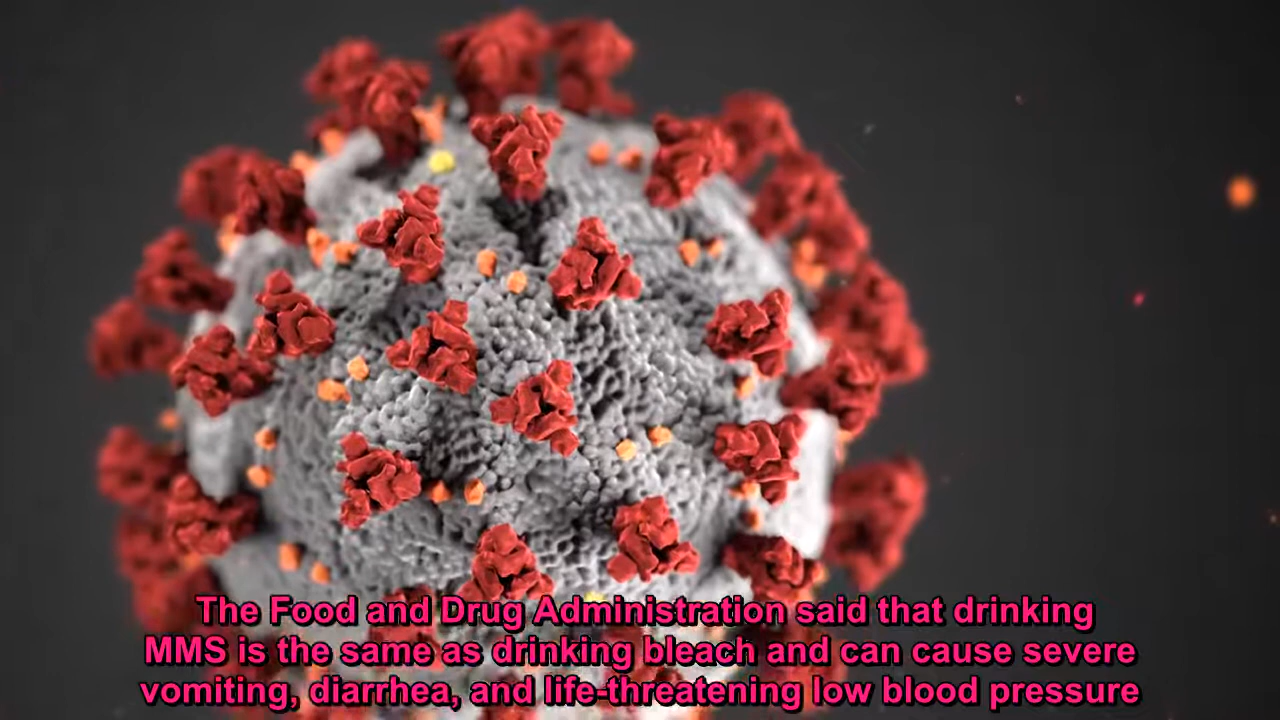 The Food and Drug Administration said that drinking
MMS is the same as drinking bleach and can cause severe
vomiting, diarrhea, and life-threatening low blood pressure